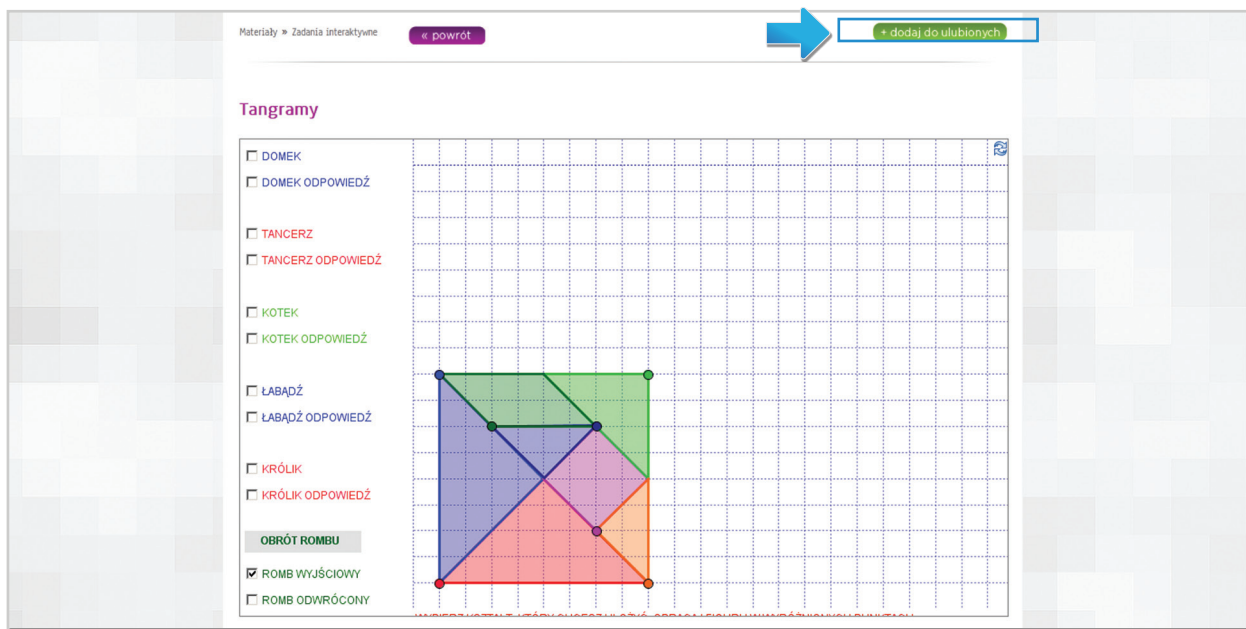 Materiały » Zadania interaktywne
« powrót
+ dodaj do ulubionych
Tangramy
DOMEK
DOMEK ODPOWIEDŹ
TANCERZ
TANCERZ ODPOWIEDŹ
KOTEK
KOTEK ODPOWIEDŹ
ŁABĄDŹ
ŁABĄDŹ ODPOWIEDŹ
KRÓLIK
KRÓLIK ODPOWIEDŹ
OBRÓT ROMBU
ROMB WYJŚCIOWY
ROMB ODWRÓCONY